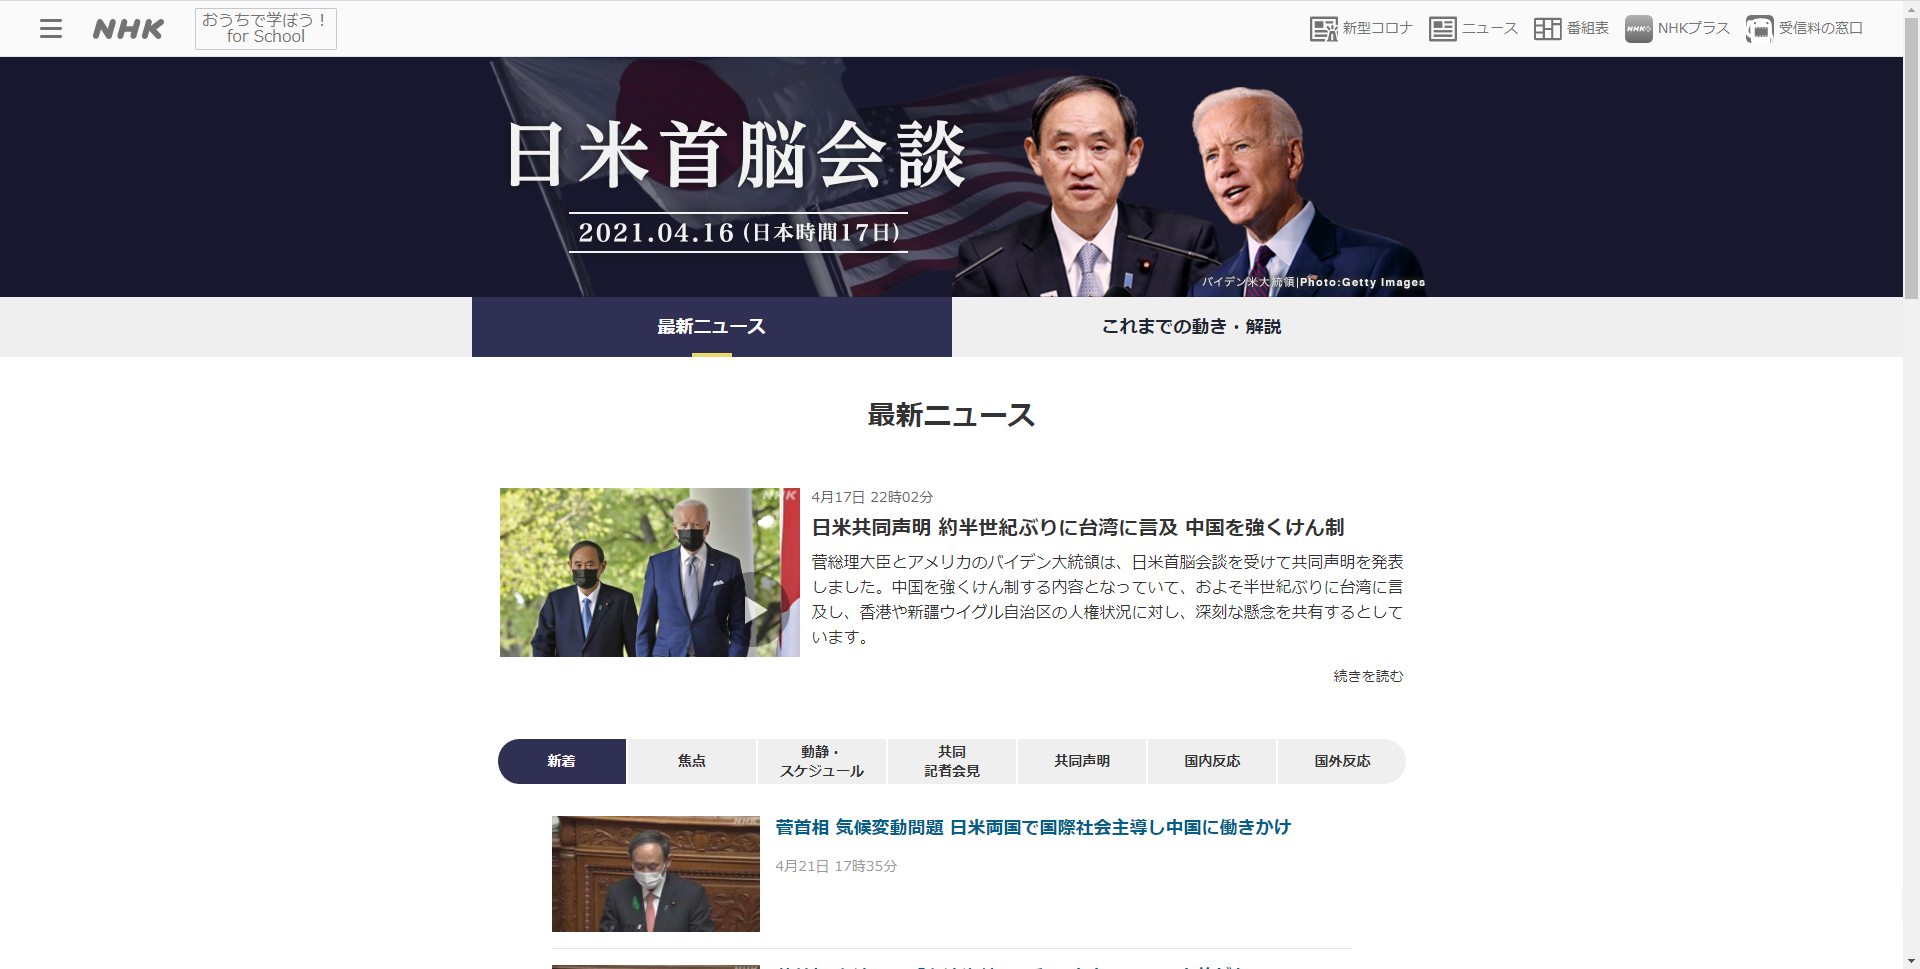 NHK
おうちで学ぼう！
for School
新型コロナ
ニュース
番組表
NHK+
NHKプラス
受信料の窓口
日米首脳会談
2021.04.16 (日本時間17日)
バイデン米大統領|Photo:Getty Images
最新ニュース
これまでの動き・解説
最新ニュース
NHK
4月17日 22時02分
日米共同声明 約半世紀ぶりに台湾に言及 中国を強くけん制
菅総理大臣とアメリカのバイデン大統領は、日米首脳会談を受けて共同声明を発表
しました。中国を強くけん制する内容となっていて、およそ半世紀ぶりに台湾に言
及し、香港や新疆ウイグル自治区の人権状況に対し、深刻な懸念を共有するとして
います。
続きを読む
新着
焦点
動静・
スケジュール
共同
記者会見
共同声明
国内反応
国外反応
NHK
菅首相 気候変動問題 日米両国で国際社会主導し中国に働きかけ
4月21日 17時35分